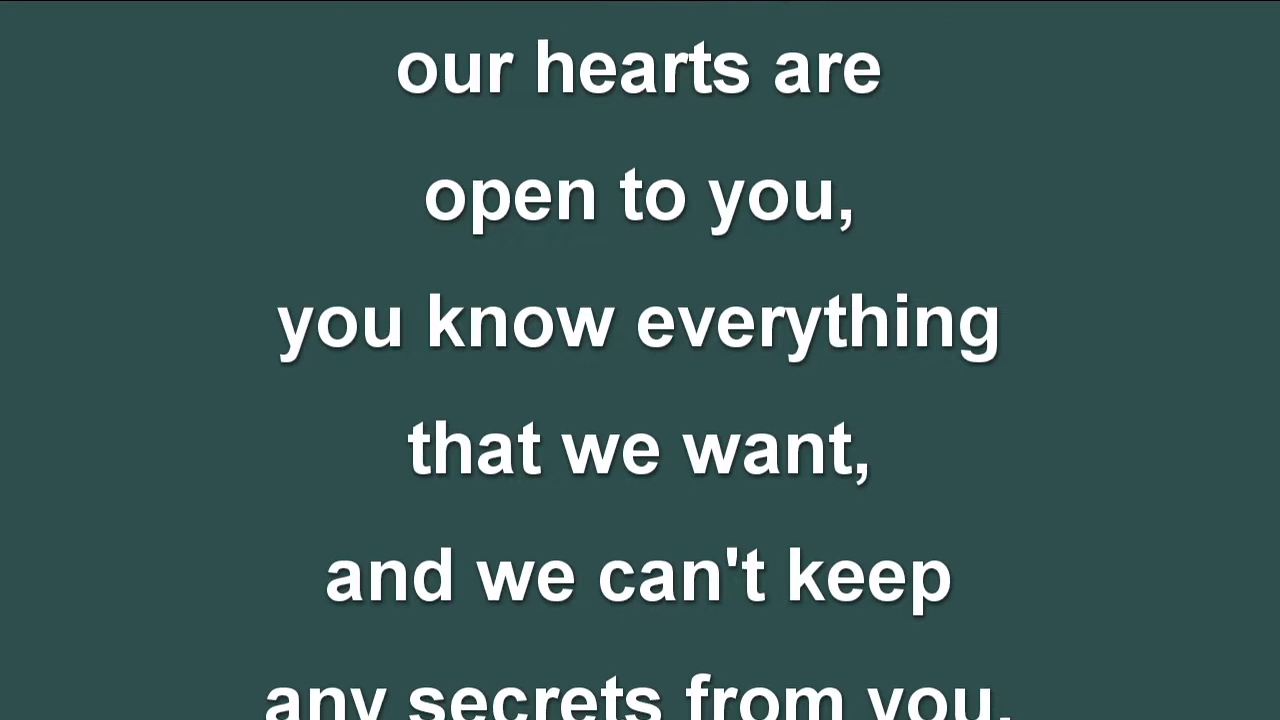 our hearts are
open to you,
you know everything
that we want,
and we can't keep
any secrets from you.